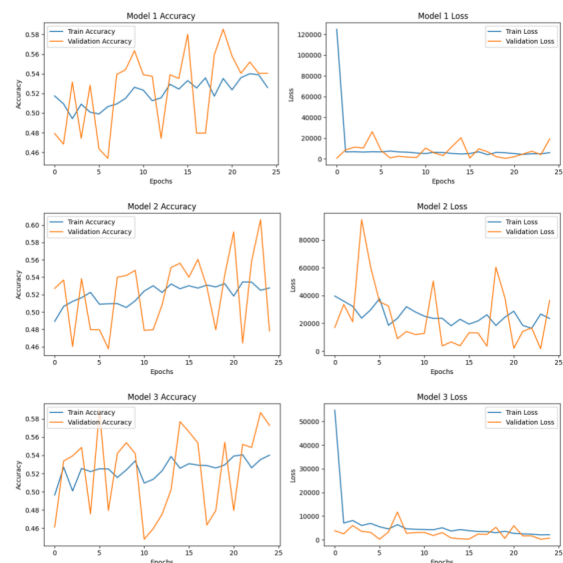 Model 1 Accuracy
Train Accuracy
Validation Accuracy
Accuracy
0.58
0.56
0.54
0.52
0.50
0.48
0.46
0 5 10 15 20 25
Epochs
Model 1 Loss
Train Loss
Validation Loss
Loss
120000
100000
80000
60000
40000
20000
0
0 5 10 15 20 25
Epochs
Model 2 Accuracy
Train Accuracy
Validation Accuracy
Accuracy
0.60
0.58
0.56
0.54
0.52
0.50
0.48
0.46
0 5 10 15 20 25
Epochs
Model 2 Loss
Train Loss
Validation Loss
Loss
80000
60000
40000
20000
0
0 5 10 15 20 25
Epochs
Model 3 Accuracy
Train Accuracy
Validation Accuracy
Accuracy
0.58
0.56
0.54
0.52
0.50
0.48
0.46
0 5 10 15 20 25
Epochs
Model 3 Loss
Train Loss
Validation Loss
Loss
50000
40000
30000
20000
10000
0
0 5 10 15 20 25
Epochs